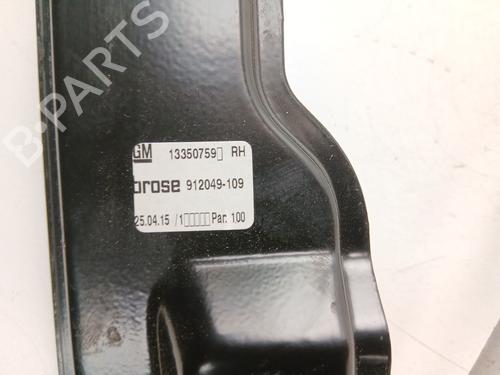 B-PARTS
GM 13350759▯ RH
brose 912049-109
25.04.15 /1▯▯▯▯▯ Par: 100